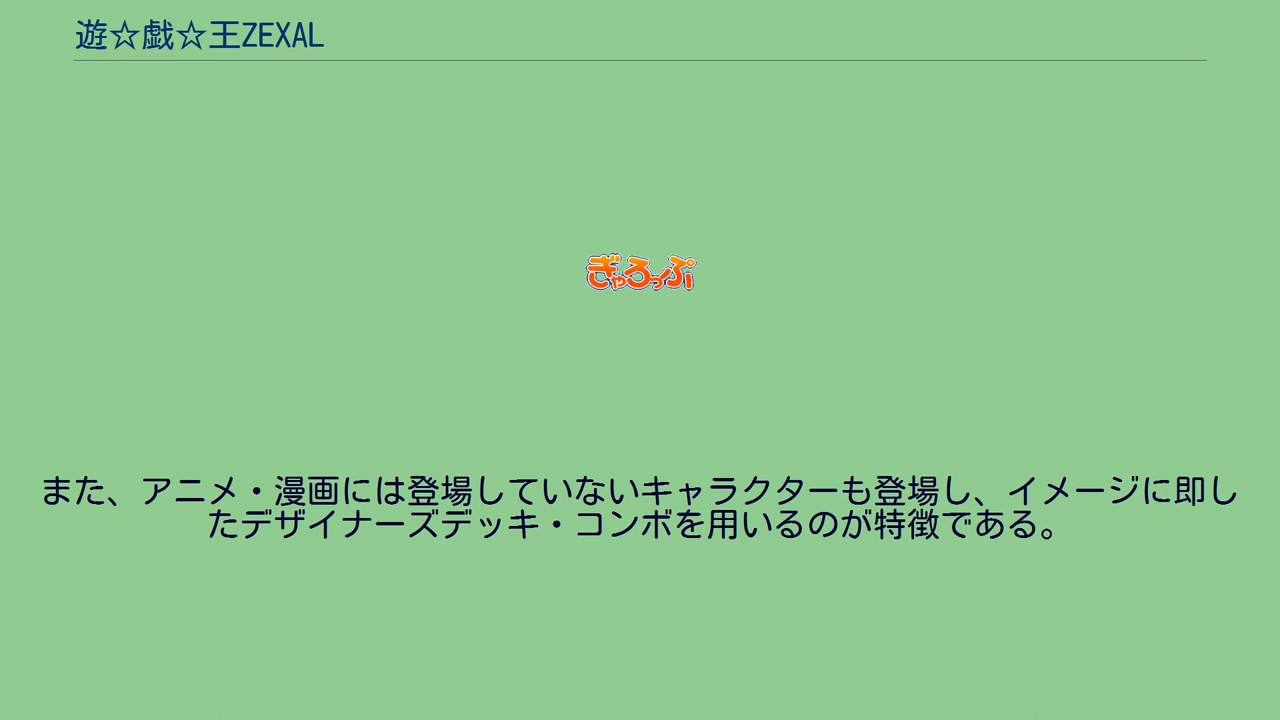 遊☆戯☆王ZEXAL
ぎゃろっぷ
また、アニメ・漫画には登場していないキャラクターも登場し、イメージに即し
たデザイナーズデッキ・コンボを用いるのが特徴である。